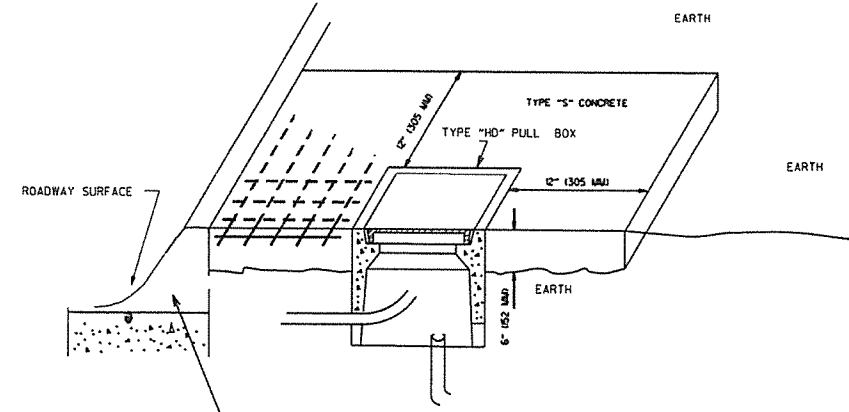 EARTH
12" (305 MM)
TYPE "S" CONCRETE
TYPE "HD" PULL BOX
EARTH
ROADWAY SURFACE
12" (305 MM)
EARTH
6" (152 MM)